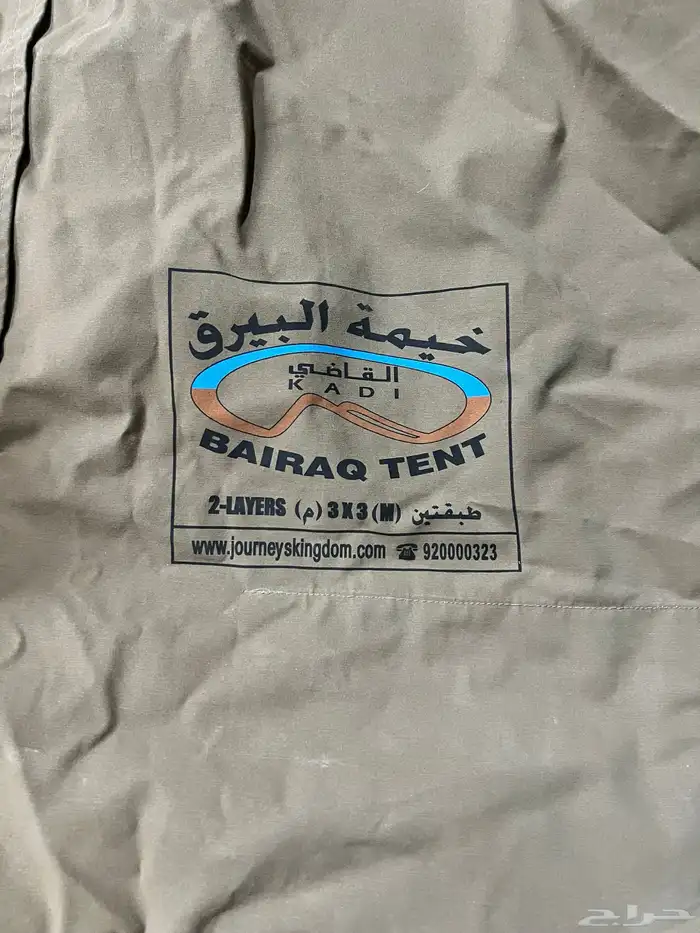 خيمة البيرق
القاضي
KADI
BAIRAQ TENT
2-LAYERS (م) 3 X 3 (M) طبقتين
www.journeyskingdom.com ☎ 920000323
حراج